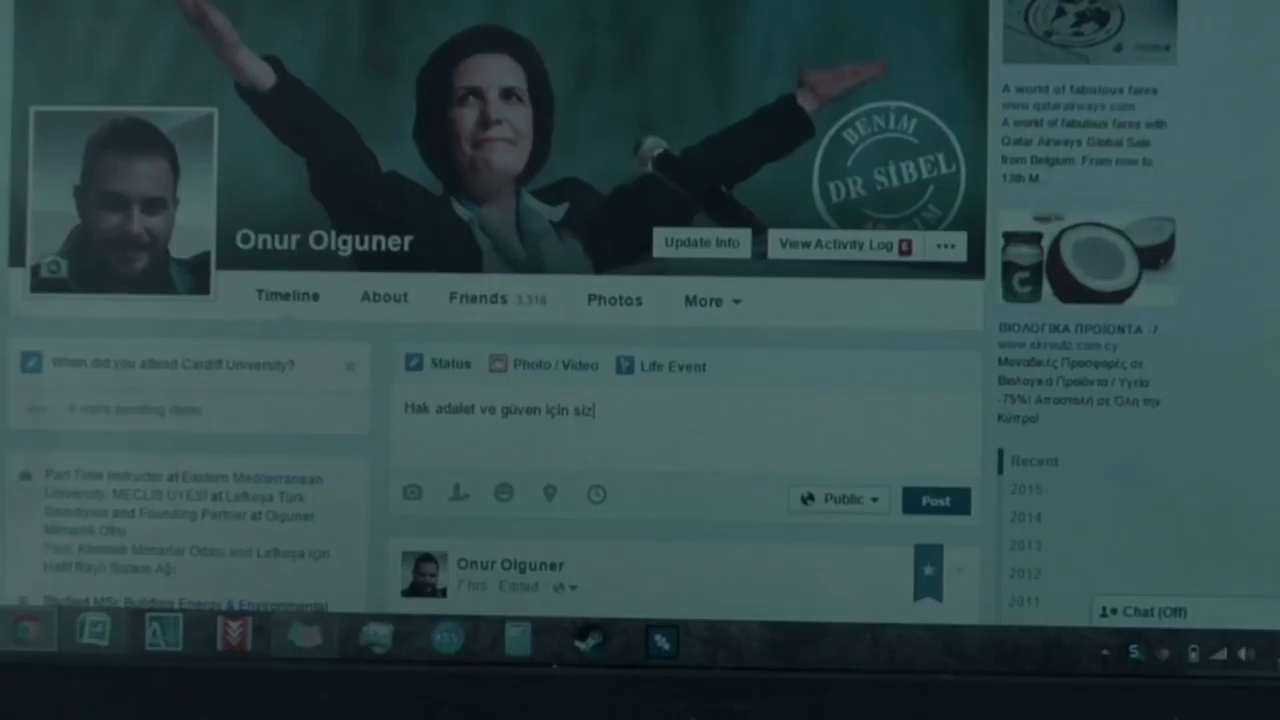 BENİM
DR SİBEL
Onur Olguner
Update Info
View Activity Log 6
Timeline
About
Friends 3,318
Photos
More
When did you attend Cardiff University?
6 more pending items
Status
Photo / Video
Life Event
Hak adalet ve güven için siz
Public
Post
Part Time Instructor at Eastern Mediterranean
University, MECLIS ÜYESİ at Lefkoşa Türk
Belediyesi and Founding Partner at Olguner
Mimarlık Ofisi
Past: Kıbrıslı Mimarlar Odası and Lefkoşa için
Hafif Raylı Sistem Ağı
Studied MSc Building Energy & Environmental
Onur Olguner
7 hrs Edited
A world of fabulous fares
www.qatarairways.com
A world of fabulous fares with
Qatar Airways Global Sale
from Belgium. From now to
13th M...
ΒΙΟΛΟΓΙΚΑ ΠΡΟΙΟΝΤΑ -7
www.skroutz.com.cy
Μοναδικές Προσφορές σε
Βιολογικά Προϊόντα / Υγεία
-75%! Αποστολή σε Όλη την
Κύπρο!
Recent
2015
2014
2013
2012
2011
Chat (Off)